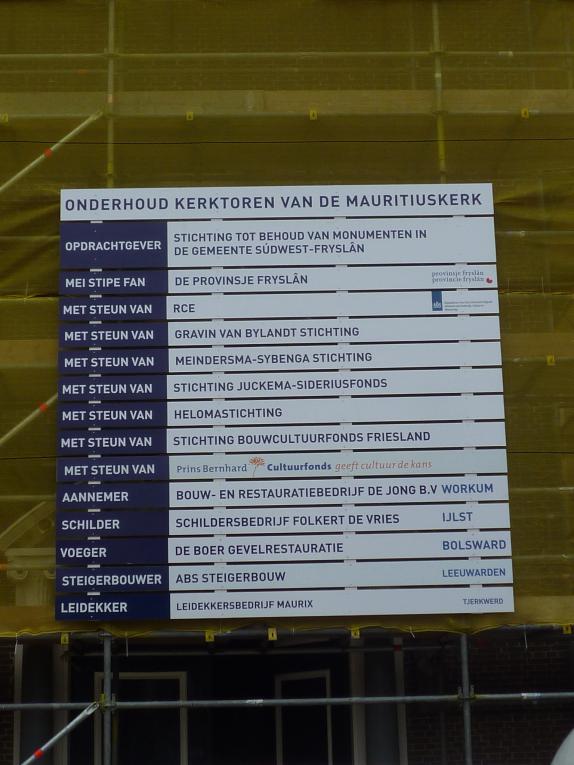 ONDERHOUD KERKTOREN VAN DE MAURITIUSKERK
OPDRACHTGEVER STICHTING TOT BEHOUD VAN MONUMENTEN IN
DE GEMEENTE SÚDWEST-FRYSLÂN
MEI STIPE FAN DE PROVINSJE FRYSLÂN provinsje fryslân
provincie fryslân
MET STEUN VAN RCE
MET STEUN VAN GRAVIN VAN BYLANDT STICHTING
MET STEUN VAN MEINDERSMA-SYBENGA STICHTING
MET STEUN VAN STICHTING JUCKEMA-SIDERIUSFONDS
MET STEUN VAN HELOMASTICHTING
MET STEUN VAN STICHTING BOUWCULTUURFONDS FRIESLAND
MET STEUN VAN Prins Bernhard Cultuurfonds geeft cultuur de kans
AANNEMER BOUW- EN RESTAURATIEBEDRIJF DE JONG B.V WORKUM
SCHILDER SCHILDERSBEDRIJF FOLKERT DE VRIES IJLST
VOEGER DE BOER GEVELRESTAURATIE BOLSWARD
STEIGERBOUWER ABS STEIGERBOUW LEEUWARDEN
LEIDEKKER LEIDEKKERSBEDRIJF MAURIX TJERKWERD